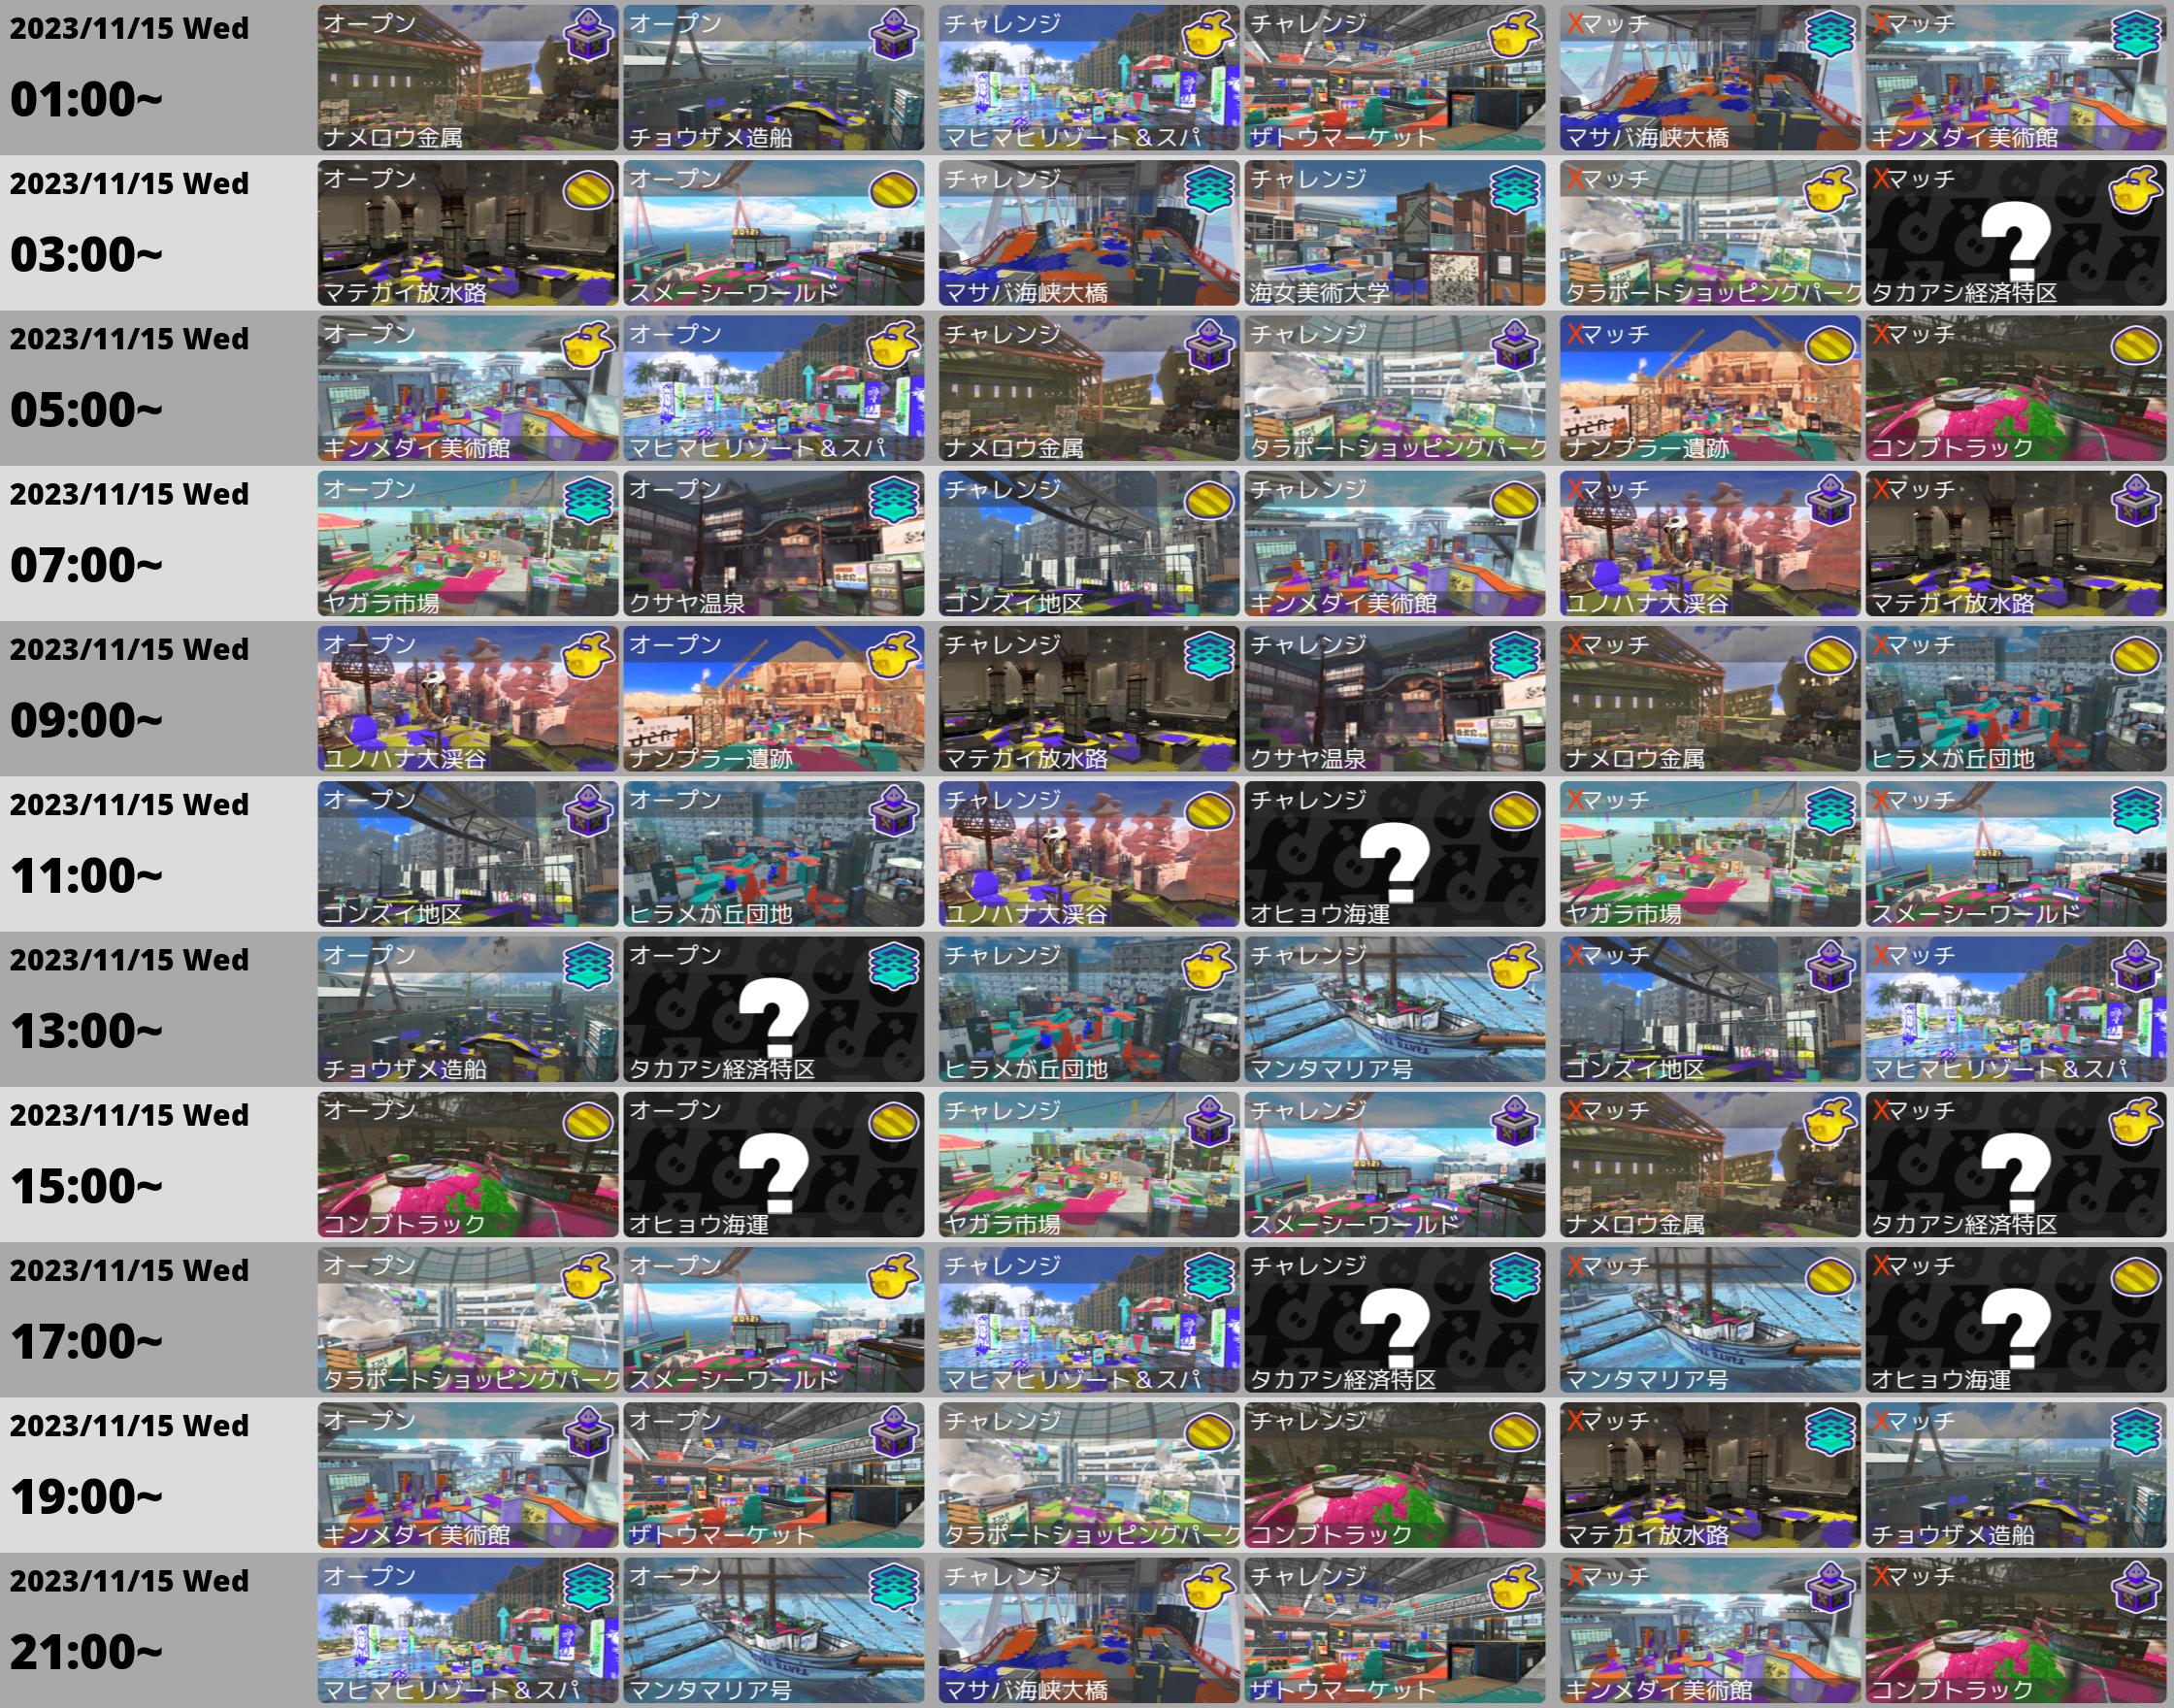 2023/11/15 Wed
01:00~
オープン オープン チャレンジ チャレンジ Xマッチ Xマッチ
ナメロウ金属 チョウザメ造船 マヒマヒリゾート&スパ ザトウマーケット マサバ海峡大橋 キンメダイ美術館
2023/11/15 Wed
03:00~
オープン オープン チャレンジ チャレンジ Xマッチ Xマッチ
?
マテガイ放水路 スメーシーワールド マサバ海峡大橋 海女美術大学 タラポートショッピングパーク タカアシ経済特区
2023/11/15 Wed
05:00~
オープン オープン チャレンジ チャレンジ Xマッチ Xマッチ
キンメダイ美術館 マヒマヒリゾート&スパ ナメロウ金属 タラポートショッピングパーク ナンプラー遺跡 コンブトラック
2023/11/15 Wed
07:00~
オープン オープン チャレンジ チャレンジ Xマッチ Xマッチ
ヤガラ市場 クサヤ温泉 ゴンズイ地区 キンメダイ美術館 ユノハナ大渓谷 マテガイ放水路
2023/11/15 Wed
09:00~
オープン オープン チャレンジ チャレンジ Xマッチ Xマッチ
ユノハナ大渓谷 ナンプラー遺跡 マテガイ放水路 クサヤ温泉 ナメロウ金属 ヒラメが丘団地
2023/11/15 Wed
11:00~
オープン オープン チャレンジ チャレンジ Xマッチ Xマッチ
?
ゴンズイ地区 ヒラメが丘団地 ユノハナ大渓谷 オヒョウ海運 ヤガラ市場 スメーシーワールド
2023/11/15 Wed
13:00~
オープン オープン チャレンジ チャレンジ Xマッチ Xマッチ
?
チョウザメ造船 タカアシ経済特区 ヒラメが丘団地 マンタマリア号 ゴンズイ地区 マヒマヒリゾート&スパ
2023/11/15 Wed
15:00~
オープン オープン チャレンジ チャレンジ Xマッチ Xマッチ
? ?
コンブトラック オヒョウ海運 ヤガラ市場 スメーシーワールド ナメロウ金属 タカアシ経済特区
2023/11/15 Wed
17:00~
オープン オープン チャレンジ チャレンジ Xマッチ Xマッチ
? ?
タラポートショッピングパーク スメーシーワールド マヒマヒリゾート&スパ タカアシ経済特区 マンタマリア号 オヒョウ海運
2023/11/15 Wed
19:00~
オープン オープン チャレンジ チャレンジ Xマッチ Xマッチ
キンメダイ美術館 ザトウマーケット タラポートショッピングパーク コンブトラック マテガイ放水路 チョウザメ造船
2023/11/15 Wed
21:00~
オープン オープン チャレンジ チャレンジ Xマッチ Xマッチ
マヒマヒリゾート&スパ マンタマリア号 マサバ海峡大橋 ザトウマーケット キンメダイ美術館 コンブトラック